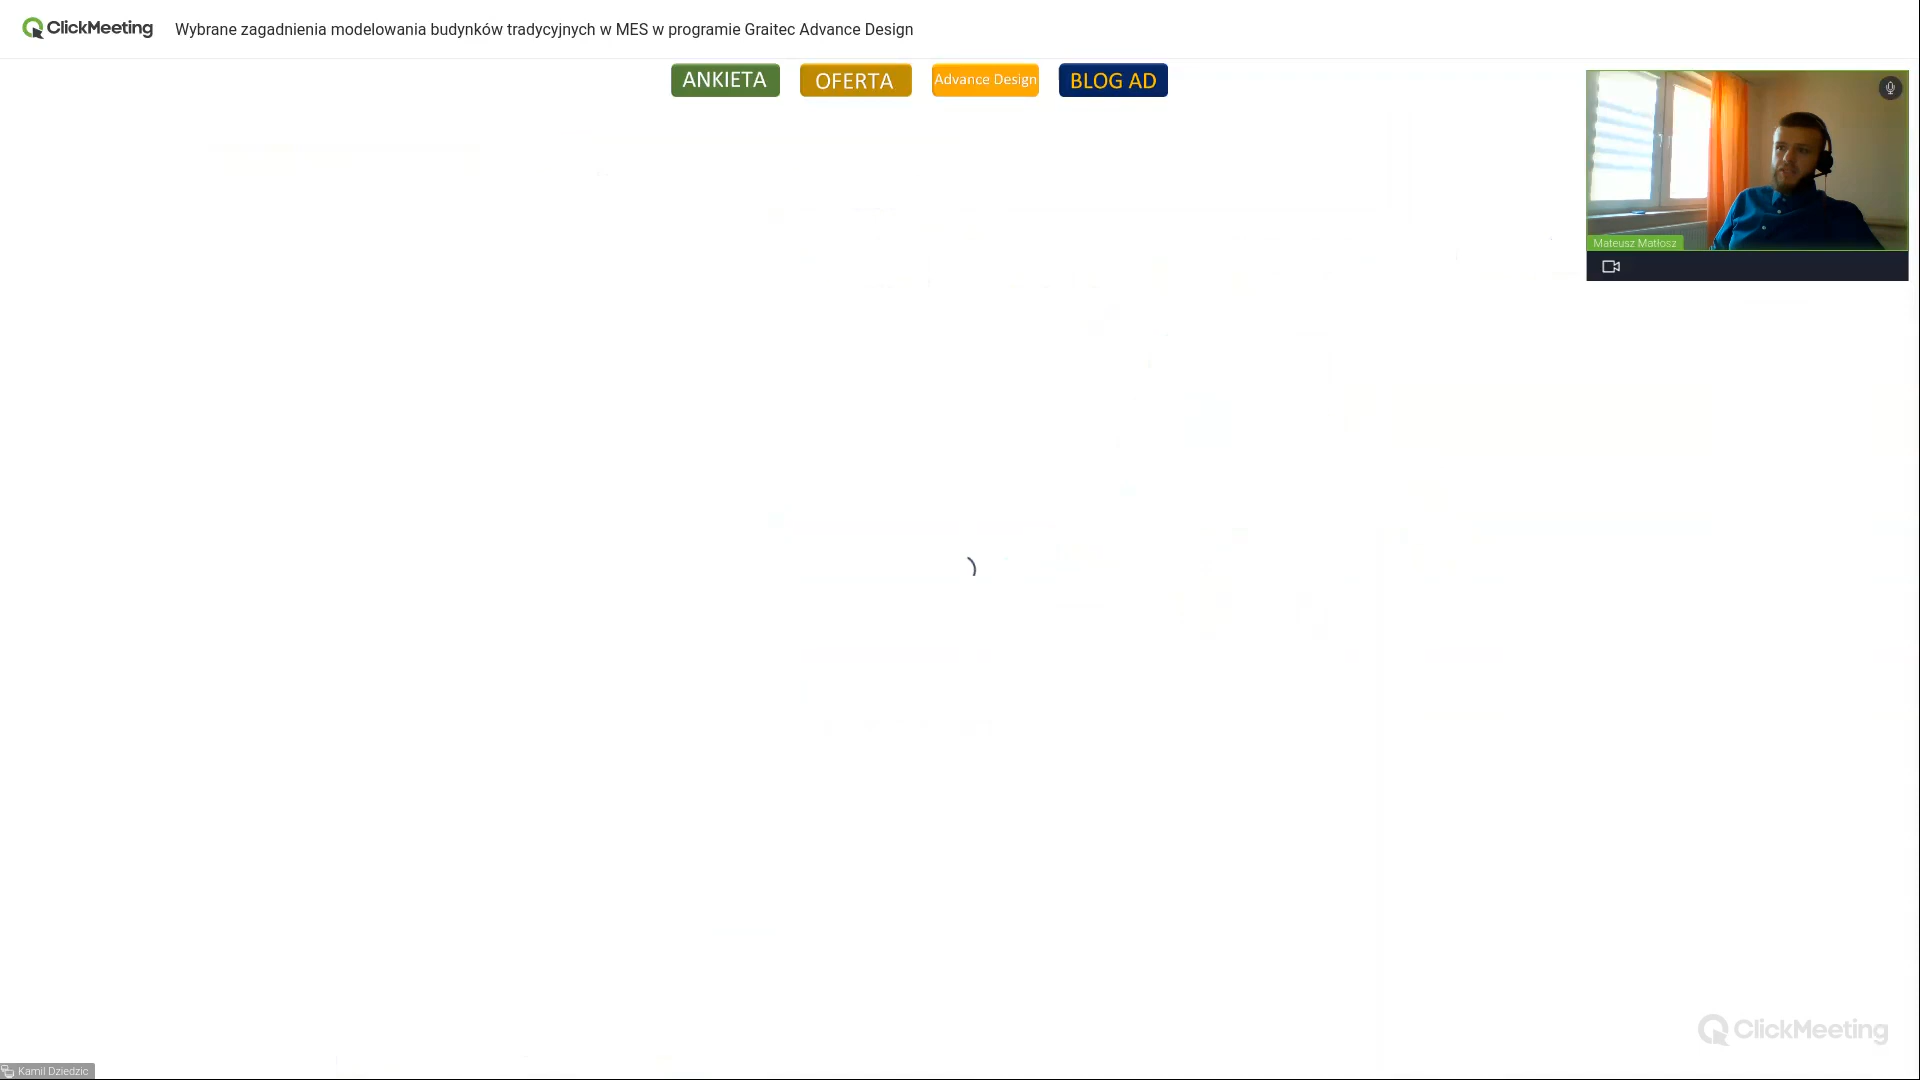 ClickMeeting
Wybrane zagadnienia modelowania budynków tradycyjnych w MES w programie Graitec Advance Design
ANKIETA
OFERTA
Advance Design
BLOG AD
Mateusz Matłosz
ClickMeeting
Kamil Dziedzic